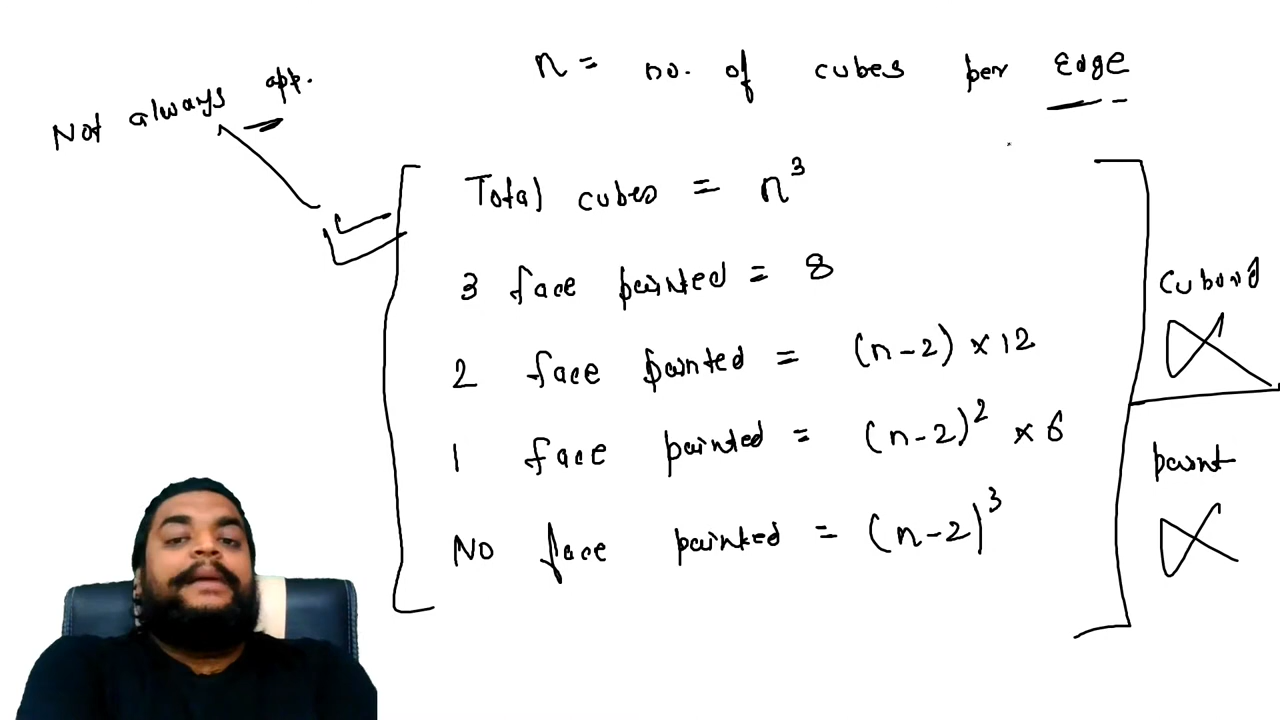 n = no. of cubes per Edge
Not always app.
Total cubes = n³
3 face painted = 8
2 face painted = (n-2) × 12
1 face painted = (n-2)² × 6
No face painted = (n-2)³
Cuboid
paint